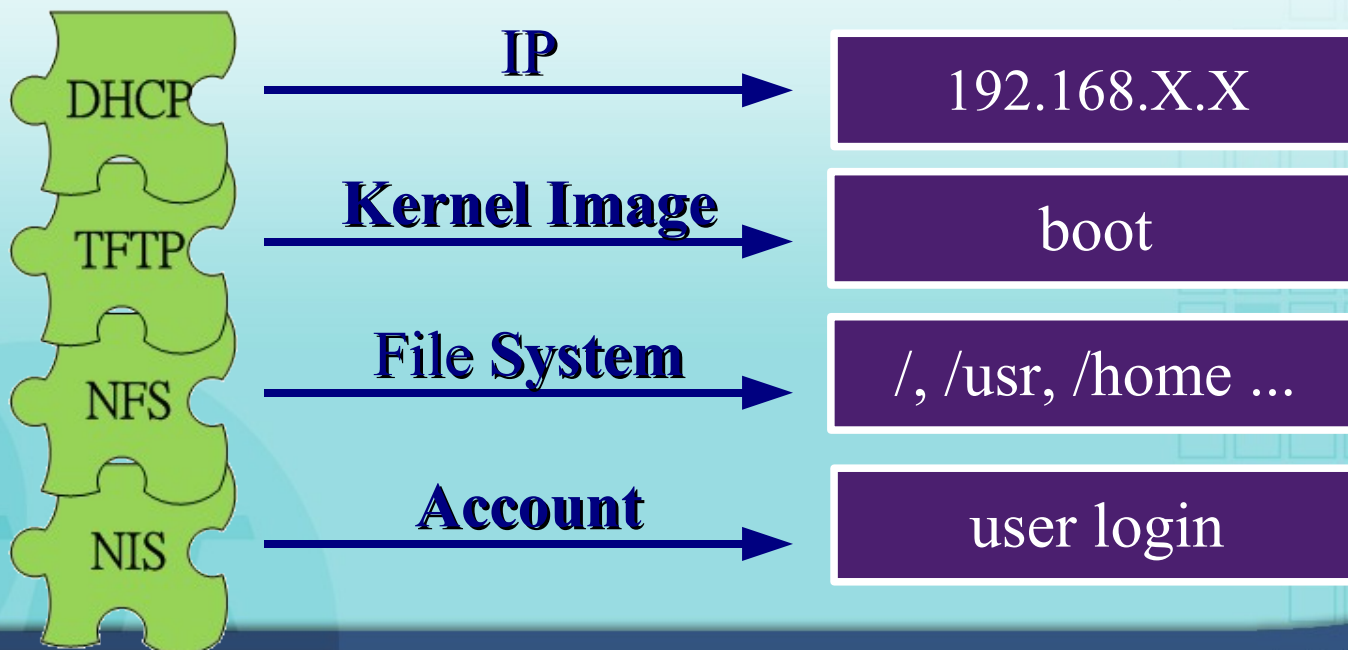 DHCP
IP
192.168.X.X
TFTP
Kernel Image
boot
NFS
File System
/, /usr, /home ...
NIS
Account
user login